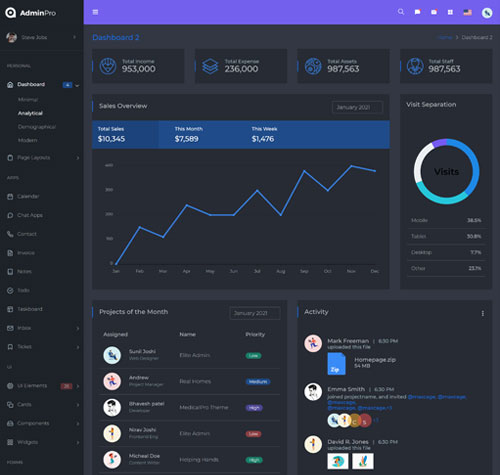 AdminPro
Steve Jobs
PERSONAL
Dashboard
4
Minimal
Analytical
Demographical
Modern
Page Layouts
APPS
Calendar
Chat Apps
Contact
Invoice
Notes
Todo
Taskboard
Inbox
Ticket
UI
UI Elements
25
Cards
Components
Widgets
FORMS
Dashboard 2
Home > Dashboard 2
Total Income
953,000
Total Expense
236,000
Total Assets
987,563
Total Staff
987,563
Sales Overview
January 2021
Total Sales
$10,345
This Month
$7,589
This Week
$1,476
Jan Feb Mar Apr May Jun Jul Aug Sep Oct Nov Dec
Visit Separation
Visits
Mobile 38.5%
Tablet 30.8%
Desktop 7.7%
Other 23.1%
Projects of the Month
January 2021
Assigned Name Priority
Sunil Joshi
Web Designer
Elite Admin
Low
Andrew
Project Manager
Real Homes
Medium
Bhavesh patel
Developer
MedicalPro Theme
High
Nirav Joshi
Frontend Eng
Elite Admin
Low
Micheal Doe
Content Writer
Helping Hands
High
Activity
Mark Freeman | 6:30 PM
uploaded this file
Zip
Homepage.zip
54 MB
Emma Smith | 6:30 PM
joined projectname, and invited @maxcage,
@maxcage,
@maxcage,
@maxcage,+3
C
S
+3
David R. Jones | 6:30 PM
uploaded this file